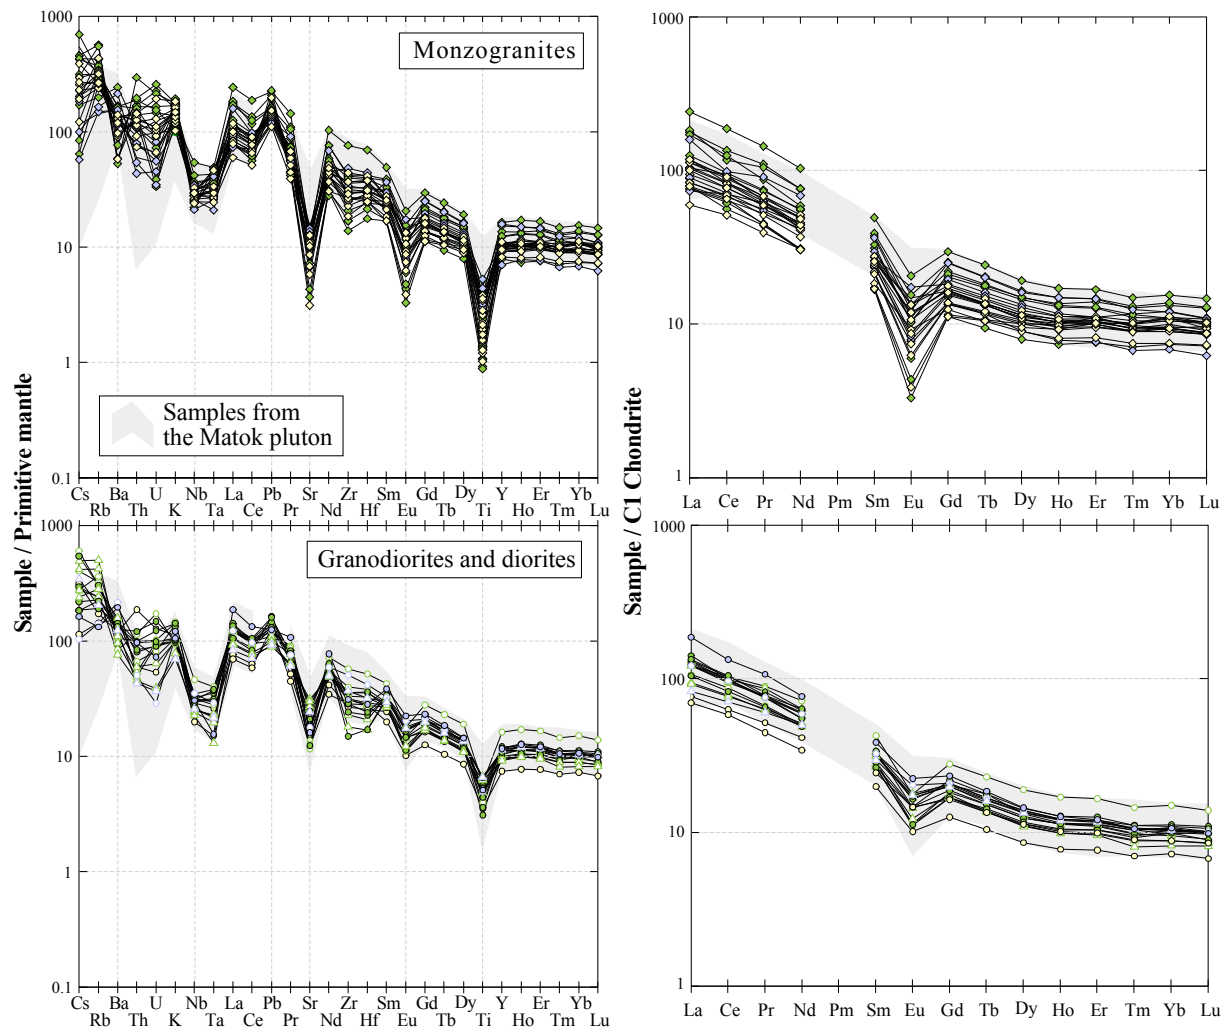 1000
100
10
1
0.1
Monzogranites
Samples from
the Matok pluton
Cs Ba U Nb La Pb Sr Zr Sm Gd Dy Y Er Yb
Rb Th K Ta Ce Pr Nd Hf Eu Tb Ti Ho Tm Lu
1000
100
10
1
La Ce Pr Nd Pm Sm Eu Gd Tb Dy Ho Er Tm Yb Lu
Sample / Primitive mantle
Sample / C1 Chondrite
1000
100
10
1
0.1
Granodiorites and diorites
Cs Ba U Nb La Pb Sr Zr Sm Gd Dy Y Er Yb
Rb Th K Ta Ce Pr Nd Hf Eu Tb Ti Ho Tm Lu
1000
100
10
1
La Ce Pr Nd Pm Sm Eu Gd Tb Dy Ho Er Tm Yb Lu